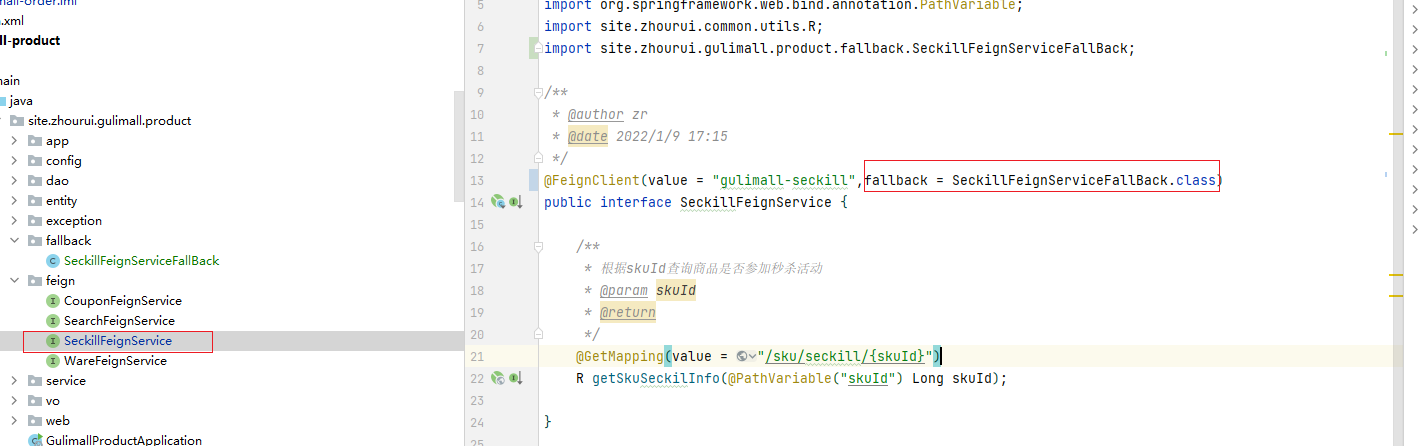 mall-order.iml
n.xml
ll-product
main
java
site.zhourui.gulimall.product
app
config
dao
entity
exception
fallback
SeckillFeignServiceFallBack
feign
CouponFeignService
SearchFeignService
SeckillFeignService
WareFeignService
service
vo
web
GulimallProductApplication
5 import org.springframework.web.bind.annotation.PathVariable;
6 import site.zhourui.common.utils.R;
7 import site.zhourui.gulimall.product.fallback.SeckillFeignServiceFallBack;
8
9 /**
10 * @author zr
11 * @date 2022/1/9 17:15
12 */
13 @FeignClient(value = "gulimall-seckill",fallback = SeckillFeignServiceFallBack.class)
14 public interface SeckillFeignService {
15
16 /**
17 * 根据skuId查询商品是否参加秒杀活动
18 * @param skuId
19 * @return
20 */
21 @GetMapping(value = "/sku/seckill/{skuId}")
22 R getSkuSeckilInfo(@PathVariable("skuId") Long skuId);
23
24 }
25